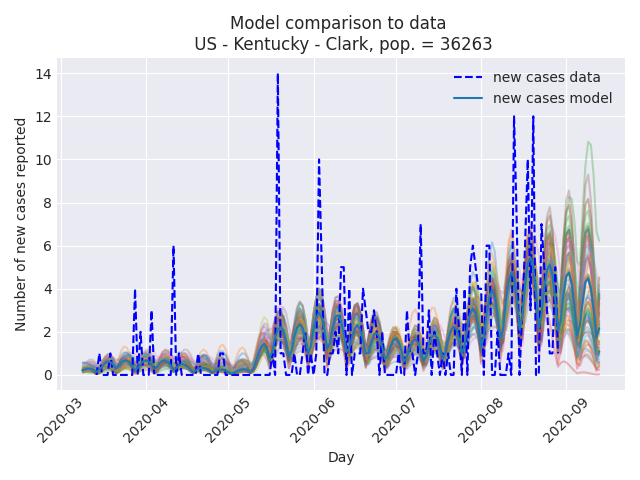 Model comparison to data
US - Kentucky - Clark, pop. = 36263
new cases data
new cases model
Number of new cases reported
14
12
10
8
6
4
2
0
2020-03
2020-04
2020-05
2020-06
2020-07
2020-08
2020-09
Day